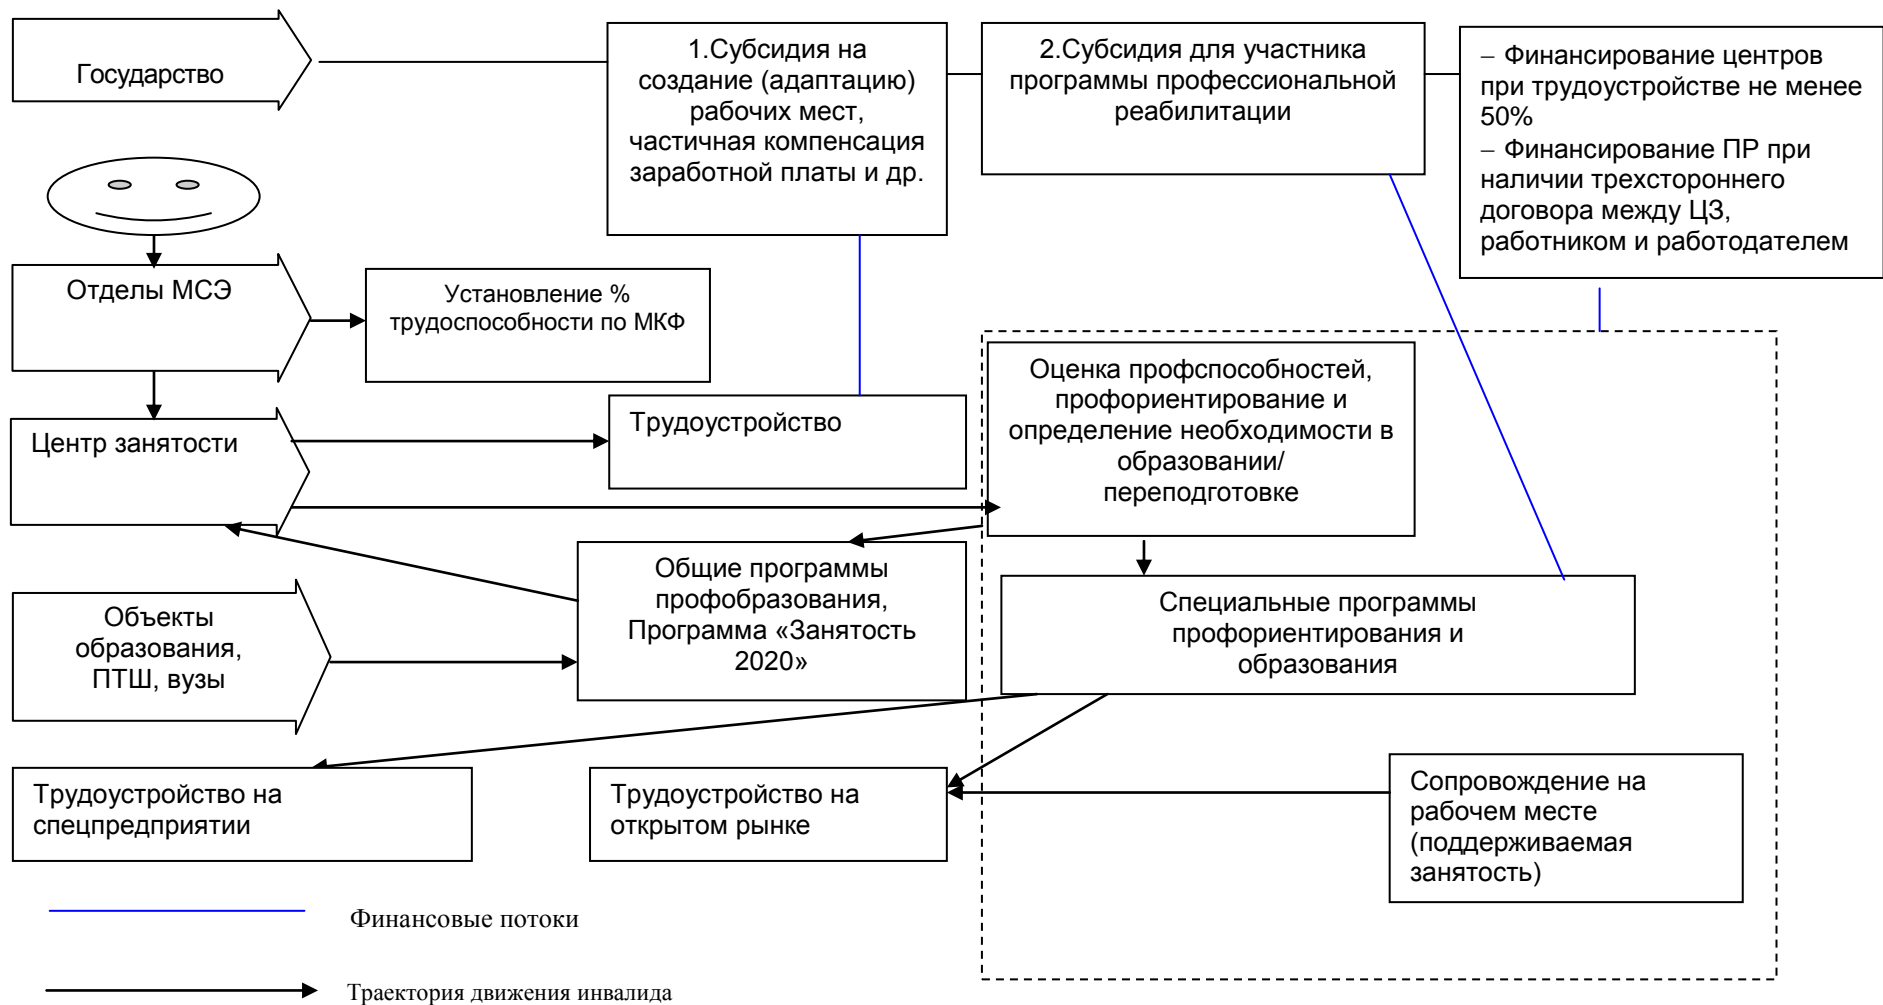 Государство
1.Субсидия на
создание (адаптацию)
рабочих мест,
частичная компенсация
заработной платы и др.
2.Субсидия для участника
программы профессиональной
реабилитации
– Финансирование центров
при трудоустройстве не менее
50%
– Финансирование ПР при
наличии трехстороннего
договора между ЦЗ,
работником и работодателем
Отделы МСЭ
Установление %
трудоспособности по МКФ
Центр занятости
Трудоустройство
Оценка профспособностей,
профориентирование и
определение необходимости в
образовании/
переподготовке
Объекты
образования,
ПТШ, вузы
Общие программы
профобразования,
Программа «Занятость
2020»
Специальные программы
профориентирования и
образования
Трудоустройство на
спецпредприятии
Трудоустройство на
открытом рынке
Сопровождение на
рабочем месте
(поддерживаемая
занятость)
Финансовые потоки
Траектория движения инвалида